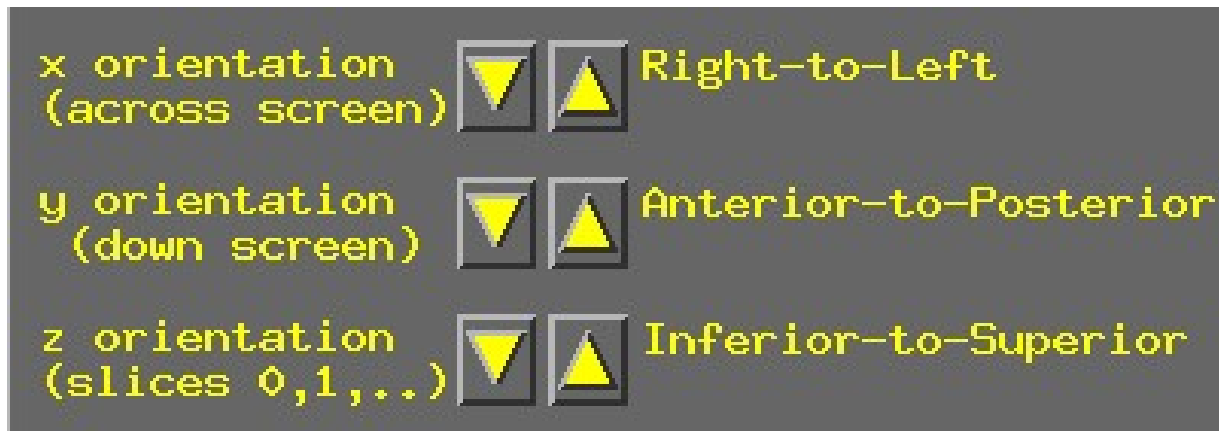 x orientation
(across screen)
Right-to-Left
y orientation
(down screen)
Anterior-to-Posterior
z orientation
(slices 0,1,..)
Inferior-to-Superior